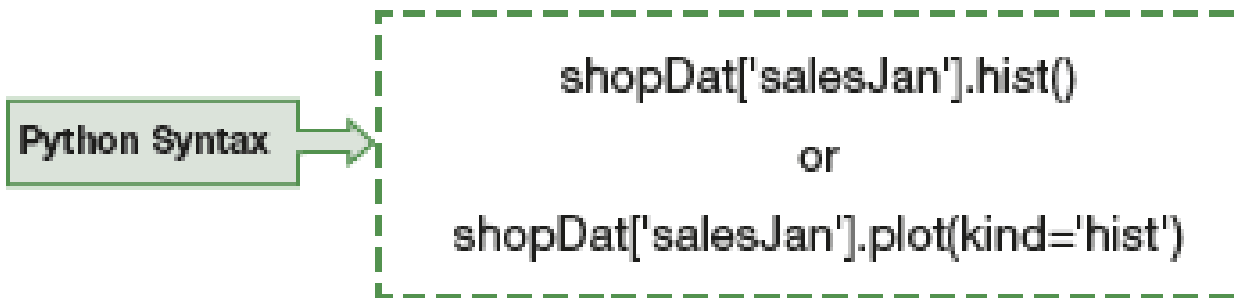 Python Syntax
shopDat['salesJan'].hist()
or
shopDat['salesJan'].plot(kind='hist')